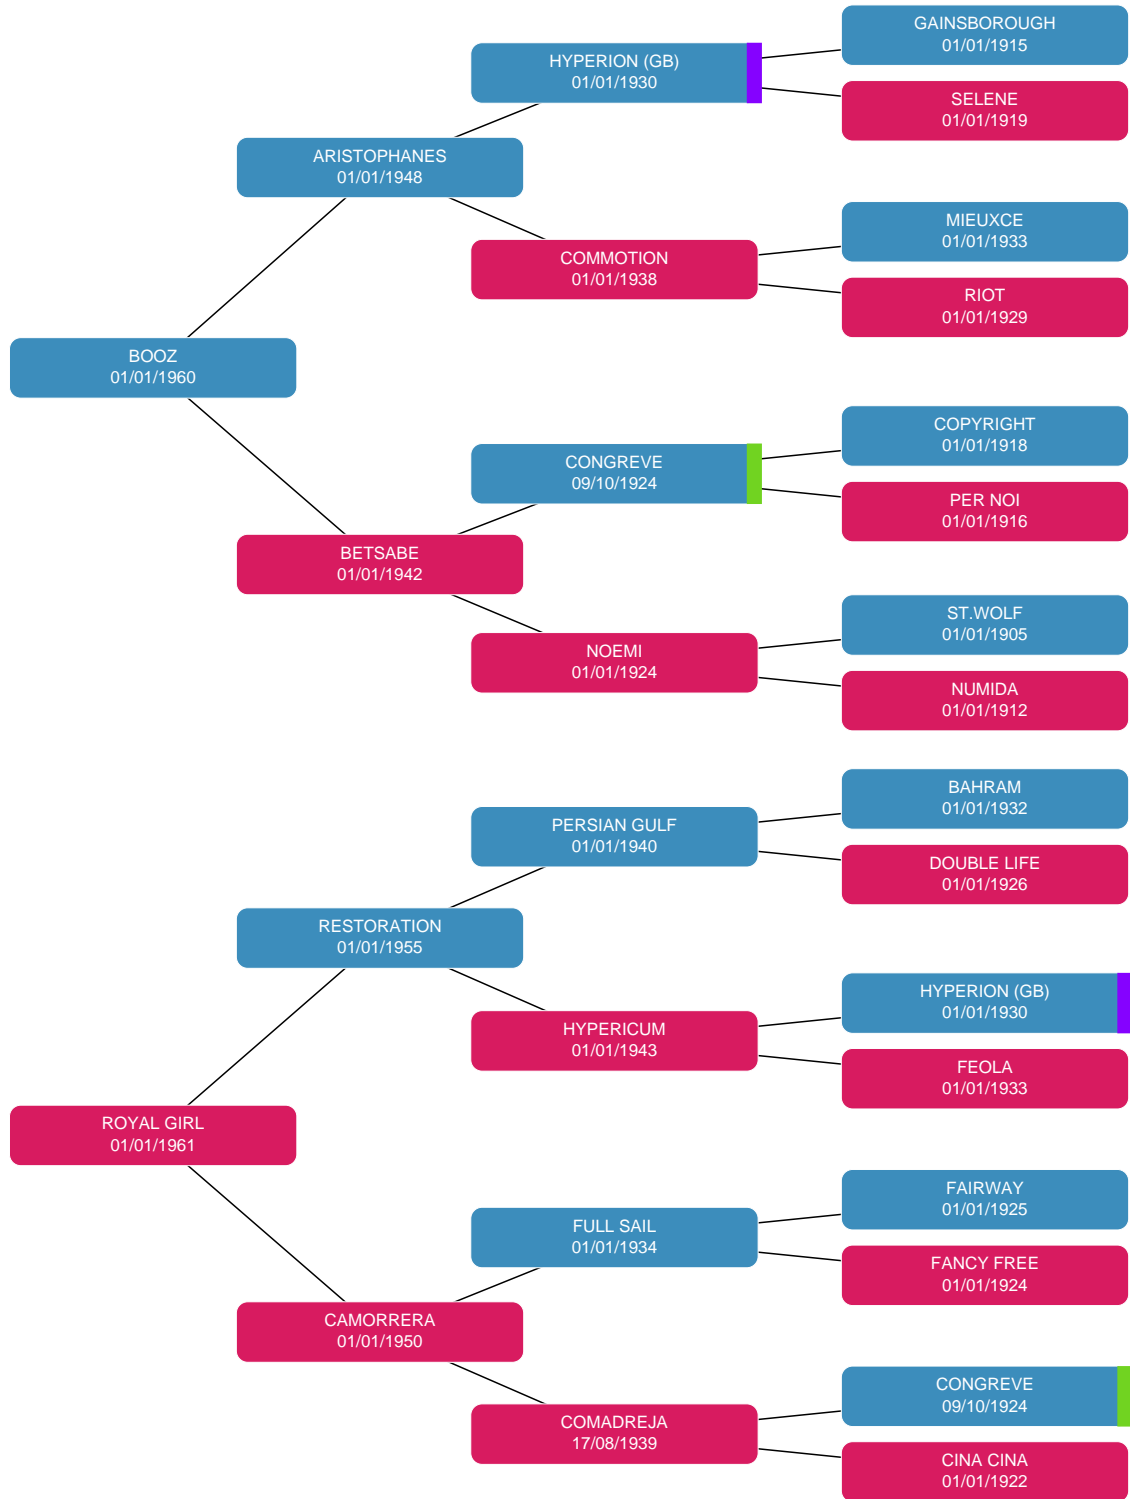 GAINSBOROUGH
01/01/1915
HYPERION (GB)
01/01/1930
SELENE
01/01/1919
ARISTOPHANES
01/01/1948
MIEUXCE
01/01/1933
COMMOTION
01/01/1938
RIOT
01/01/1929
BOOZ
01/01/1960
COPYRIGHT
01/01/1918
CONGREVE
09/10/1924
PER NOI
01/01/1916
BETSABE
01/01/1942
ST.WOLF
01/01/1905
NOEMI
01/01/1924
NUMIDA
01/01/1912
BAHRAM
01/01/1932
PERSIAN GULF
01/01/1940
DOUBLE LIFE
01/01/1926
RESTORATION
01/01/1955
HYPERION (GB)
01/01/1930
HYPERICUM
01/01/1943
FEOLA
01/01/1933
ROYAL GIRL
01/01/1961
FAIRWAY
01/01/1925
FULL SAIL
01/01/1934
FANCY FREE
01/01/1924
CAMORRERA
01/01/1950
CONGREVE
09/10/1924
COMADREJA
17/08/1939
CINA CINA
01/01/1922